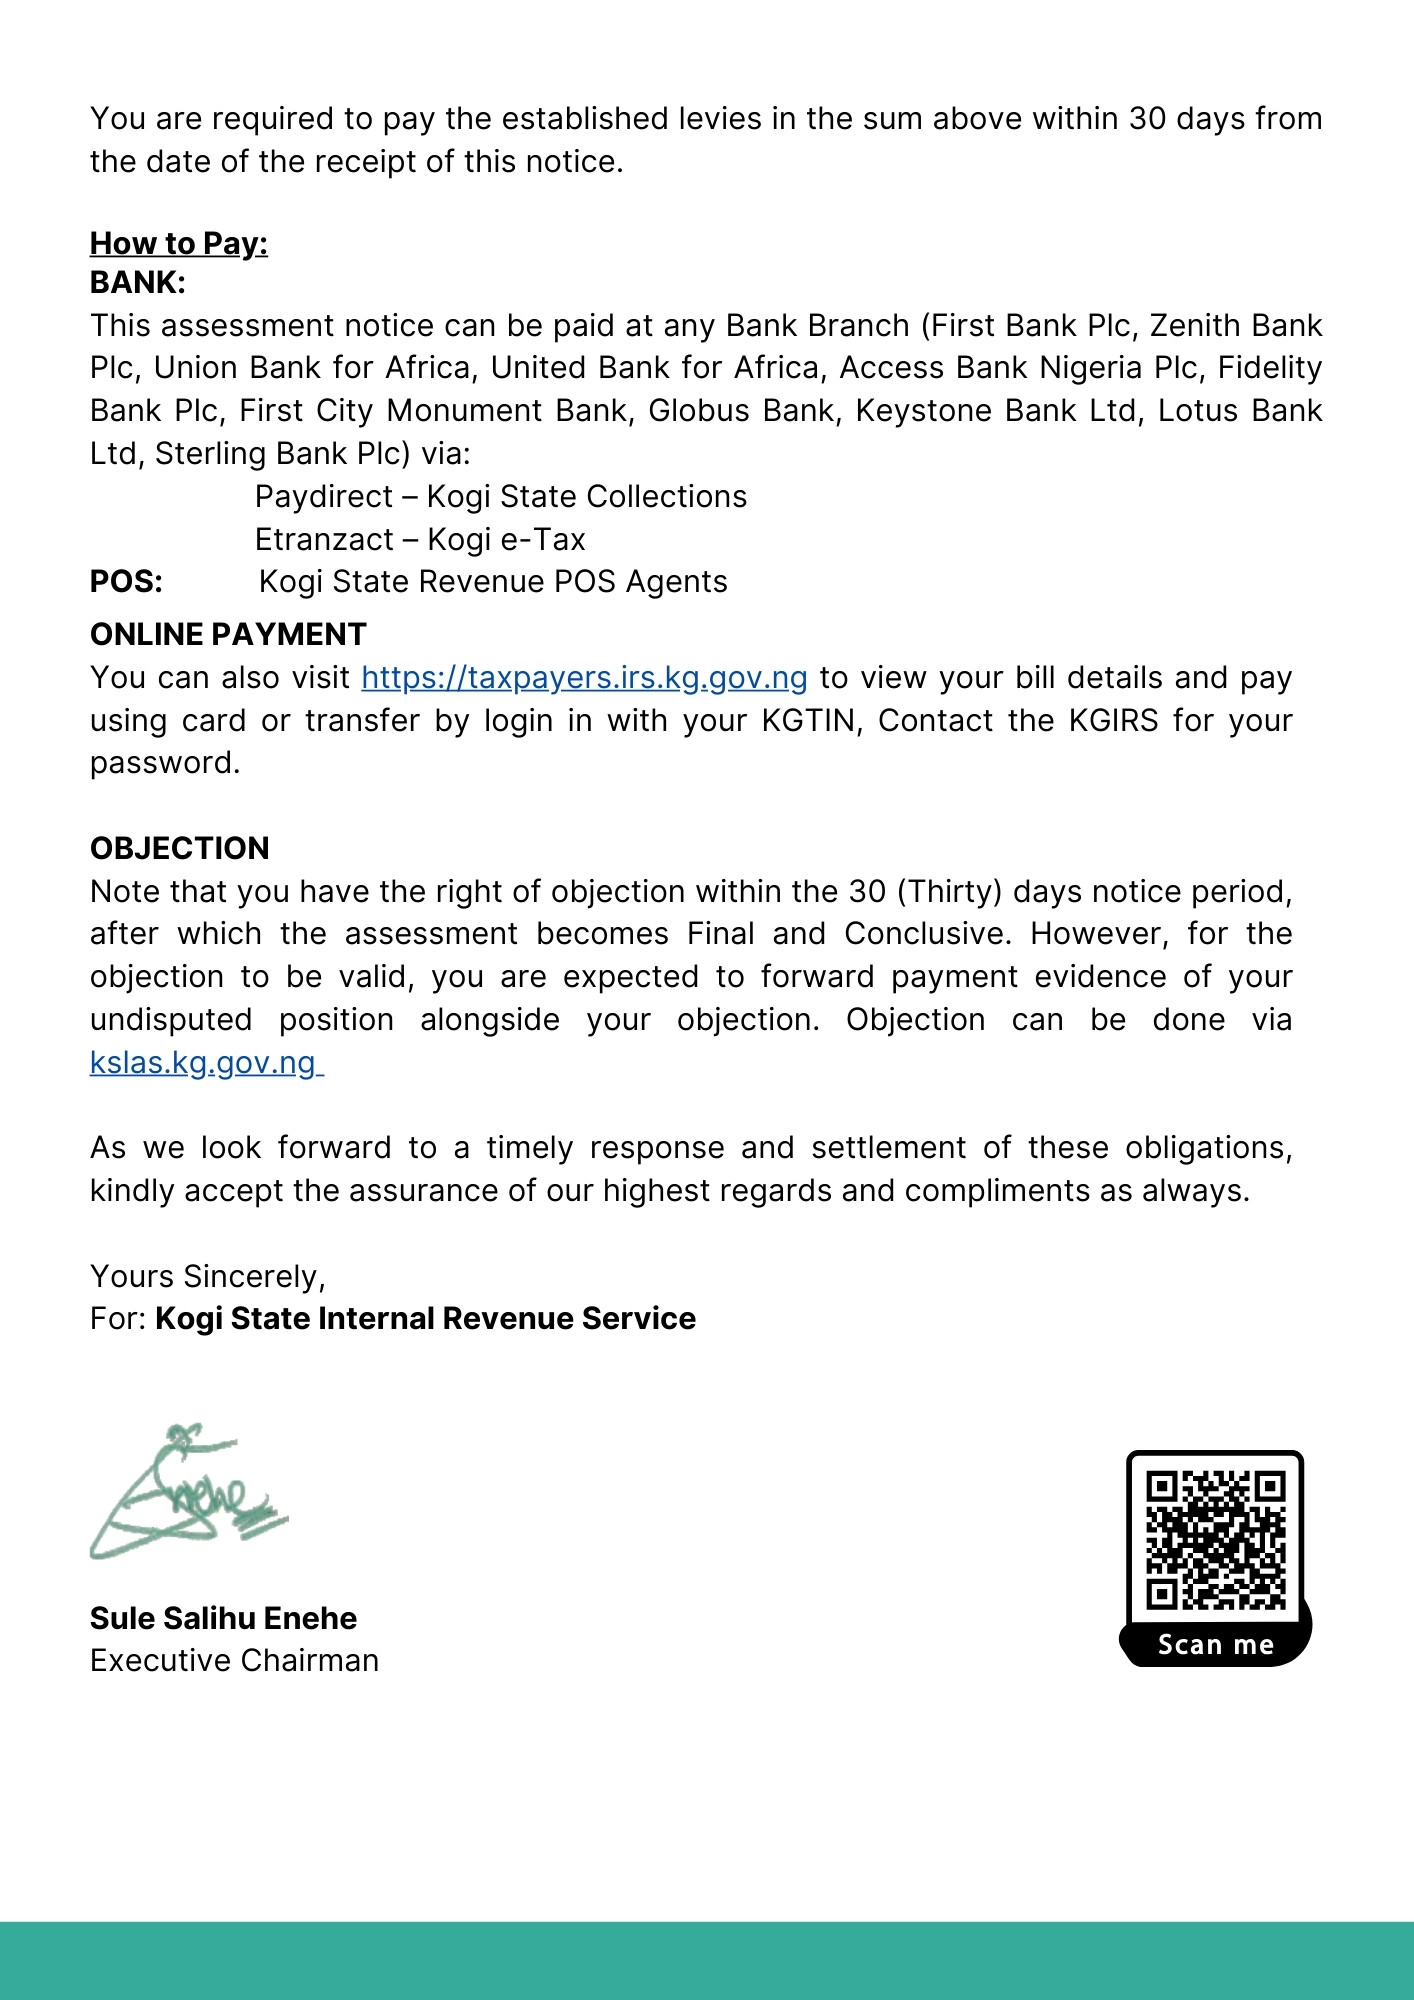 You are required to pay the established levies in the sum above within 30 days from
the date of the receipt of this notice.
How to Pay:
BANK:
This assessment notice can be paid at any Bank Branch (First Bank Plc, Zenith Bank
Plc, Union Bank for Africa, United Bank for Africa, Access Bank Nigeria Plc, Fidelity
Bank Plc, First City Monument Bank, Globus Bank, Keystone Bank Ltd, Lotus Bank
Ltd, Sterling Bank Plc) via:
Paydirect – Kogi State Collections
Etranzact – Kogi e-Tax
POS: Kogi State Revenue POS Agents
ONLINE PAYMENT
You can also visit https://taxpayers.irs.kg.gov.ng to view your bill details and pay
using card or transfer by login in with your KGTIN, Contact the KGIRS for your
password.
OBJECTION
Note that you have the right of objection within the 30 (Thirty) days notice period,
after which the assessment becomes Final and Conclusive. However, for the
objection to be valid, you are expected to forward payment evidence of your
undisputed position alongside your objection. Objection can be done via
kslas.kg.gov.ng
As we look forward to a timely response and settlement of these obligations,
kindly accept the assurance of our highest regards and compliments as always.
Yours Sincerely,
For: Kogi State Internal Revenue Service
Enehe
Sule Salihu Enehe
Executive Chairman
Scan me